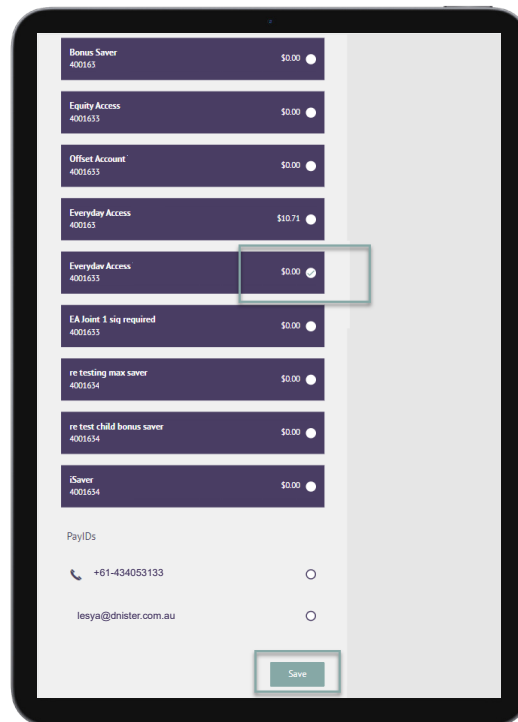 Bonus Saver
400163 $0.00
Equity Access
4001633 $0.00
Offset Account
4001633 $0.00
Everyday Access
400163 $10.71
Everyday Access
4001633 $0.00
EA Joint 1 sig required
4001633 $0.00
re testing max saver
4001634 $0.00
re test child bonus saver
4001634 $0.00
iSaver
4001634 $0.00
PayIDs
+61-434053133
lesya@dnister.com.au
Save